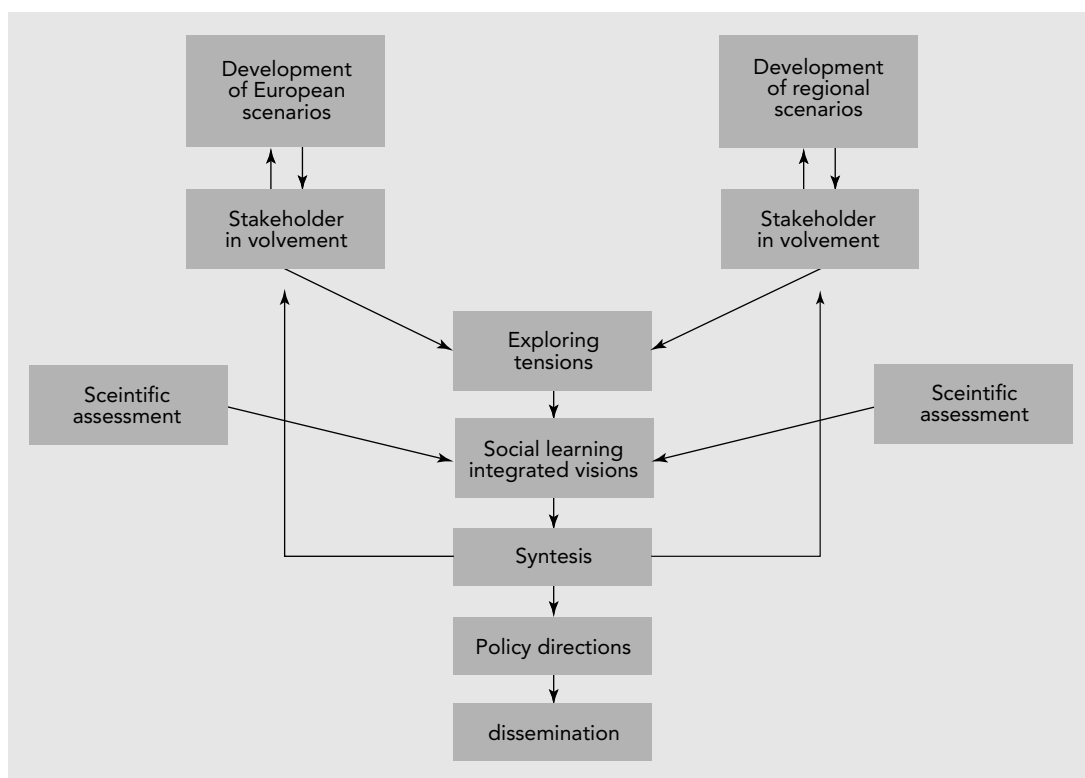 Development
of European
scenarios
Development
of regional
scenarios
Stakeholder
in volvement
Stakeholder
in volvement
Exploring
tensions
Sceintific
assessment
Sceintific
assessment
Social learning
integrated visions
Syntesis
Policy directions
dissemination